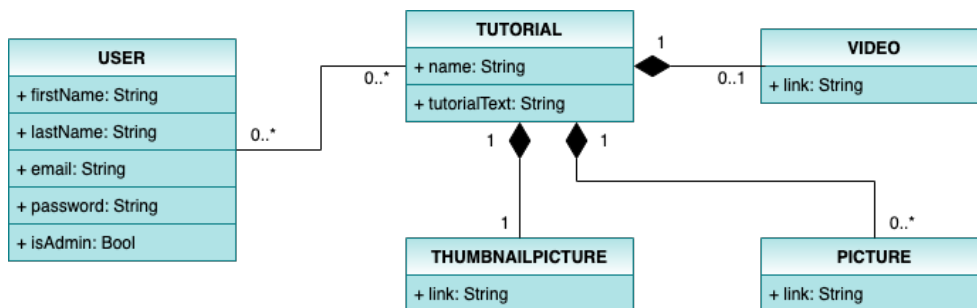 USER
+ firstName: String
+ lastName: String
+ email: String
+ password: String
+ isAdmin: Bool
0..*
0..*
TUTORIAL
+ name: String
+ tutorialText: String
1
0..1
VIDEO
+ link: String
1
1
1
0..*
THUMBNAILPICTURE
+ link: String
PICTURE
+ link: String